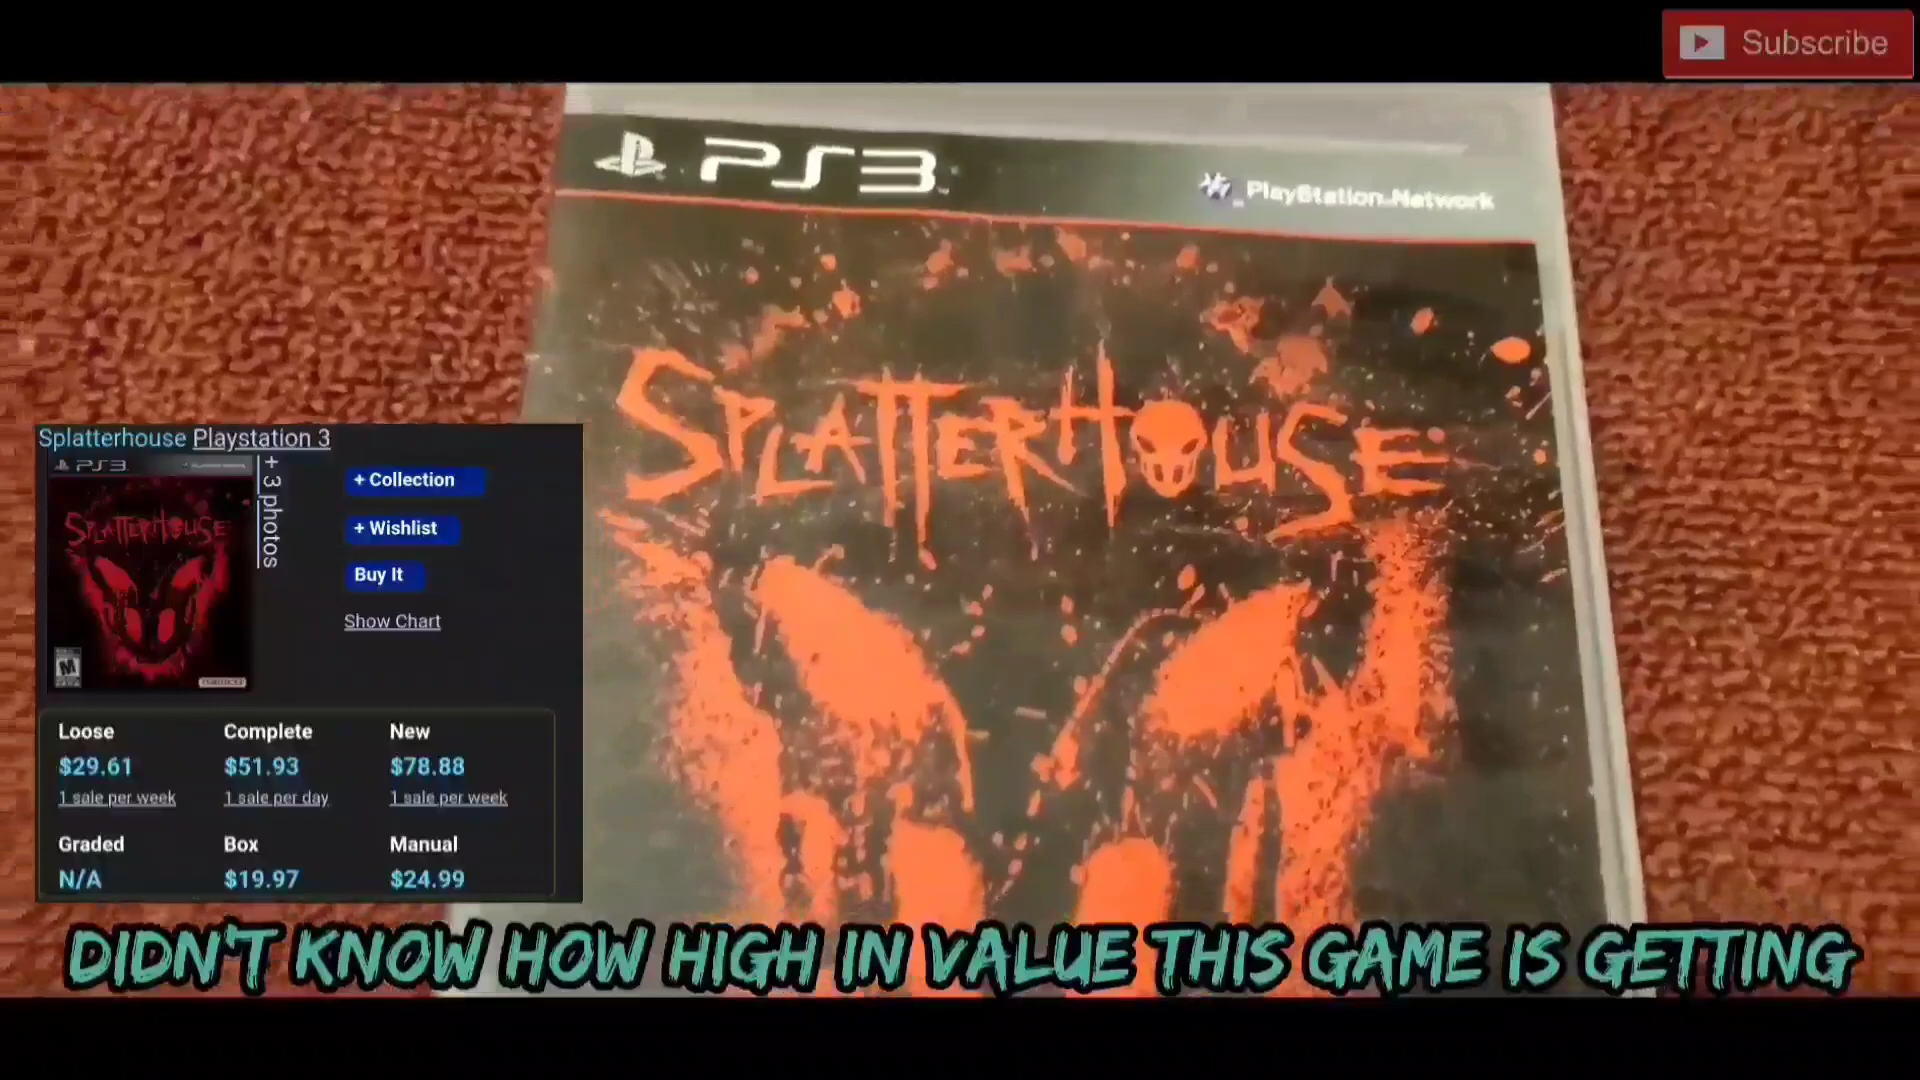 Subscribe
PS3
PlayStation Network
SPLATTERHOUSE
Splatterhouse Playstation 3
PS3
+ 3 photos
SPLATTERHOUSE
M
+ Collection
+ Wishlist
Buy It
Show Chart
Loose Complete New
$29.61 $51.93 $78.88
1 sale per week 1 sale per day 1 sale per week
Graded Box Manual
N/A $19.97 $24.99
DIDN'T KNOW HOW HIGH IN VALUE THIS GAME IS GETTING